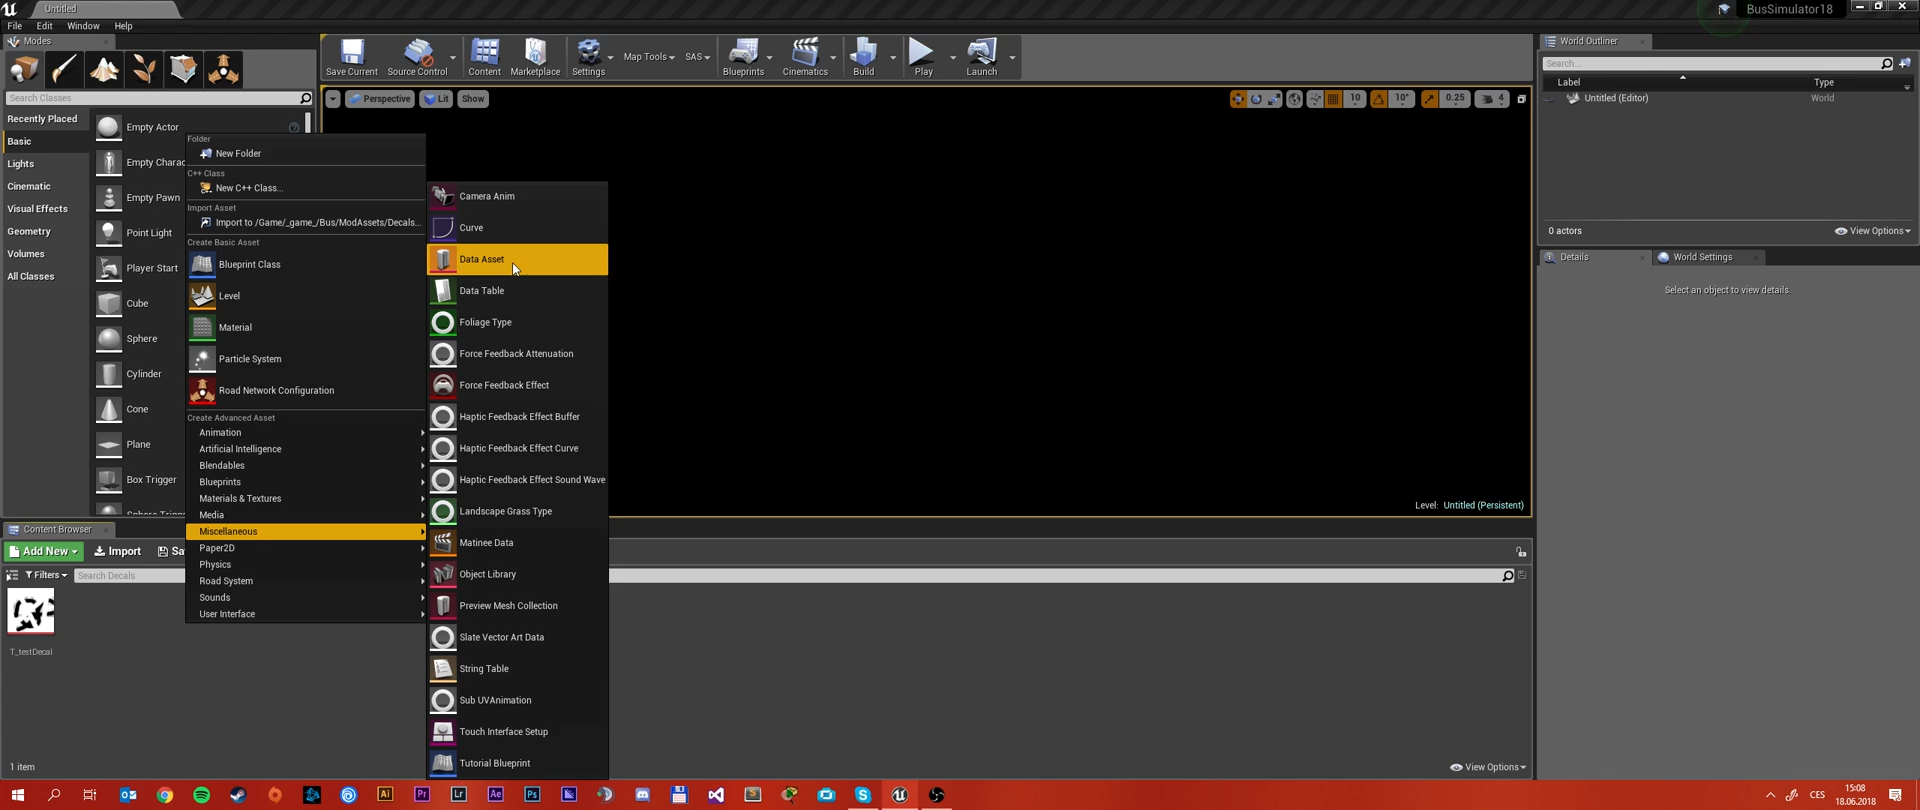 Untitled
BusSimulator18
File Edit Window Help
Modes
Search Classes
Recently Placed
Basic
Lights
Cinematic
Visual Effects
Geometry
Volumes
All Classes
Empty Actor
Empty Charac
Empty Pawn
Point Light
Player Start
Cube
Sphere
Cylinder
Cone
Plane
Box Trigger
Sphere Trigg
Save Current
Source Control
Content
Marketplace
Settings
Map Tools
SAS
Blueprints
Cinematics
Build
Play
Launch
Perspective
Lit
Show
10
10°
0.25
4
Folder
New Folder
C++ Class
New C++ Class...
Import Asset
Import to /Game/_game_/Bus/ModAssets/Decals...
Create Basic Asset
Blueprint Class
Level
Material
Particle System
Road Network Configuration
Create Advanced Asset
Animation
Artificial Intelligence
Blendables
Blueprints
Materials & Textures
Media
Miscellaneous
Paper2D
Physics
Road System
Sounds
User Interface
Camera Anim
Curve
Data Asset
Data Table
Foliage Type
Force Feedback Attenuation
Force Feedback Effect
Haptic Feedback Effect Buffer
Haptic Feedback Effect Curve
Haptic Feedback Effect Sound Wave
Landscape Grass Type
Matinee Data
Object Library
Preview Mesh Collection
Slate Vector Art Data
String Table
Sub UVAnimation
Touch Interface Setup
Tutorial Blueprint
Level: Untitled (Persistent)
World Outliner
Search...
Label Type
Untitled (Editor) World
0 actors
View Options
Details
World Settings
Select an object to view details.
Content Browser
Add New
Import
Sa
Filters
Search Decals
T_testDecal
1 item
View Options
Ai
Pr
Lr
Ae
Ps
CES
15:08
18.06.2018